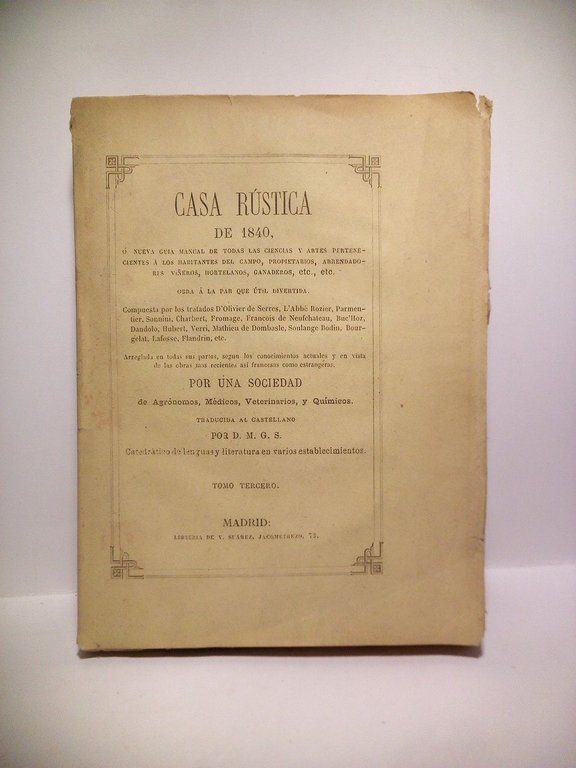 CASA RÚSTICA
DE 1840,
Ó NUEVA GUIA MANUAL DE TODAS LAS CIENCIAS Y ARTES PERTENE-
CIENTES Á LOS HABITANTES DEL CAMPO, PROPIETARIOS, ARRENDADO-
RES VIÑEROS, HORTELANOS, GANADEROS, etc., etc.
OBRA Á LA PAR QUE ÚTIL DIVERTIDA.
Compuesta por los tratados D'Olivier de Serres, L'Abbé Rozier, Parmen-
tier, Sonnini, Charbert, Fromage, Francois de Neufchateau, Buc'Hoz,
Dandolo, Hubert, Verri, Mathieu de Dombasle, Soulange Bodin, Bour-
gelat, Lafosse, Flandrin, etc.
Arreglada en todas sus partes, segun los conocimientos actuales y en vista
de las obras mas recientes asi francesas como estrangeras.
POR UNA SOCIEDAD
de Agrónomos, Médicos, Veterinarios, y Químicos.
TRADUCIDA AL CASTELLANO
POR D. M. G. S.
Catedrático de lenguas y literatura en varios establecimientos.
TOMO TERCERO.
MADRID:
LIBRERIA DE V. SUÁREZ, JACOMETREZO, 72.